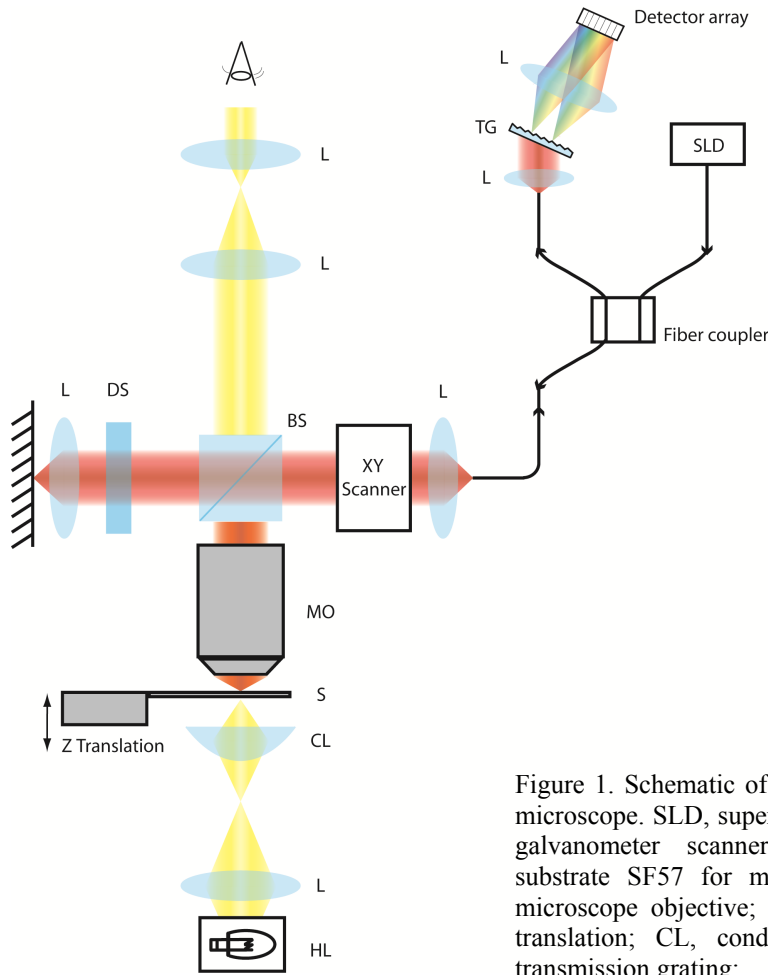 Detector array
L
TG
SLD
L
L
L
Fiber coupler
L
DS
BS
L
XY
Scanner
MO
S
Z Translation
CL
L
HL
Figure 1. Schematic of
microscope. SLD, super
galvanometer scanner
substrate SF57 for m
microscope objective;
translation; CL, cond
transmission grating;